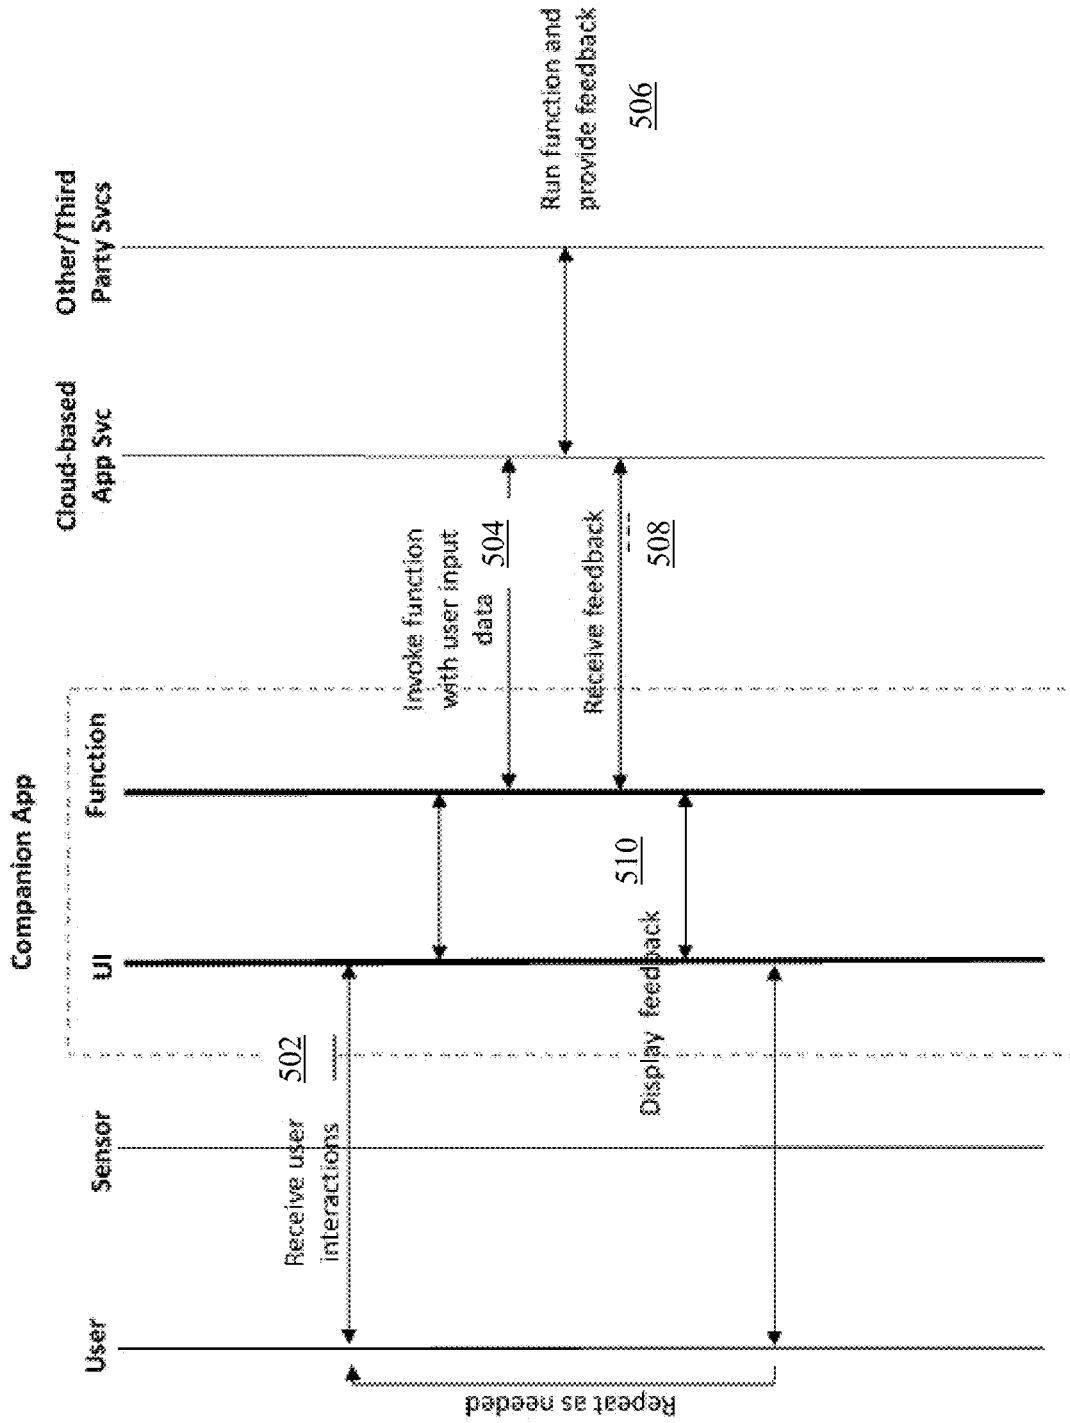 Companion App
User
Sensor
UI
Function
Cloud-based
App Svc
Other/Third
Party Svcs
Receive user
interactions
502
Invoke function
with user input
data
504
Run function and
provide feedback
506
Receive feedback
508
Display feedback
510
Repeat as needed